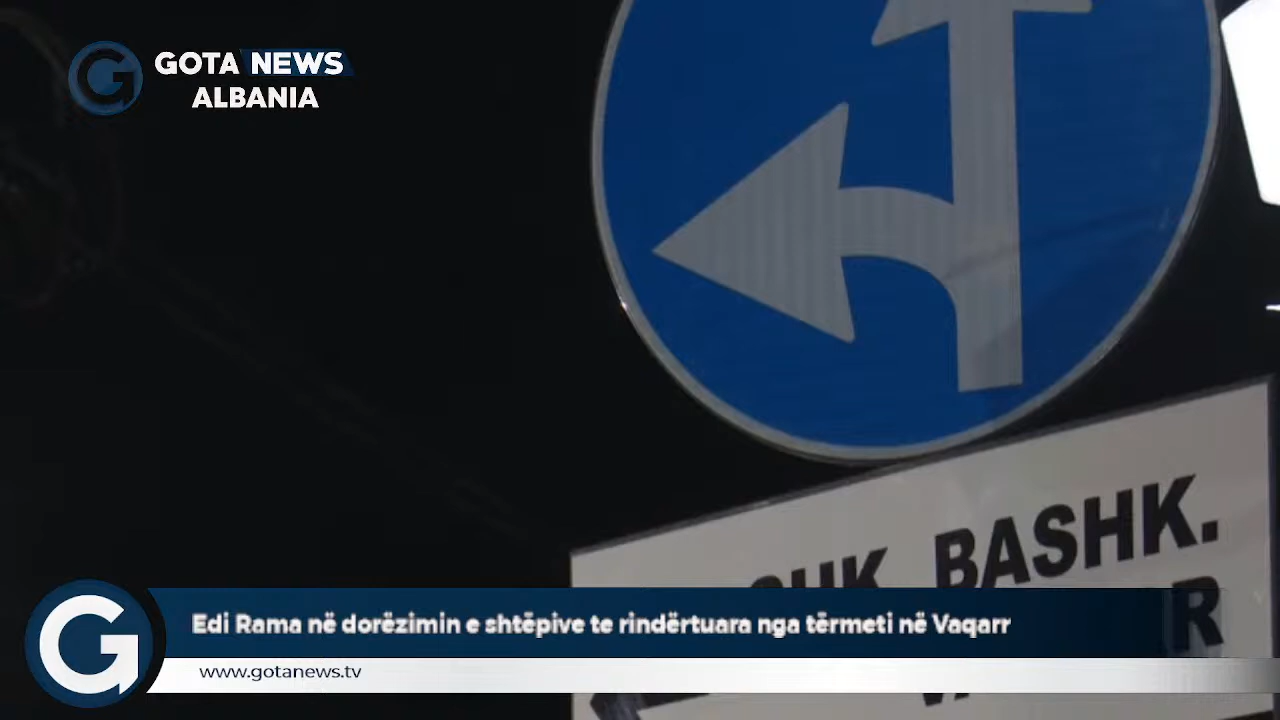 GOTA NEWS
ALBANIA
BASHK.
Edi Rama në dorëzimin e shtëpive te rindërtuara nga tërmeti në Vaqarr
www.gotanews.tv